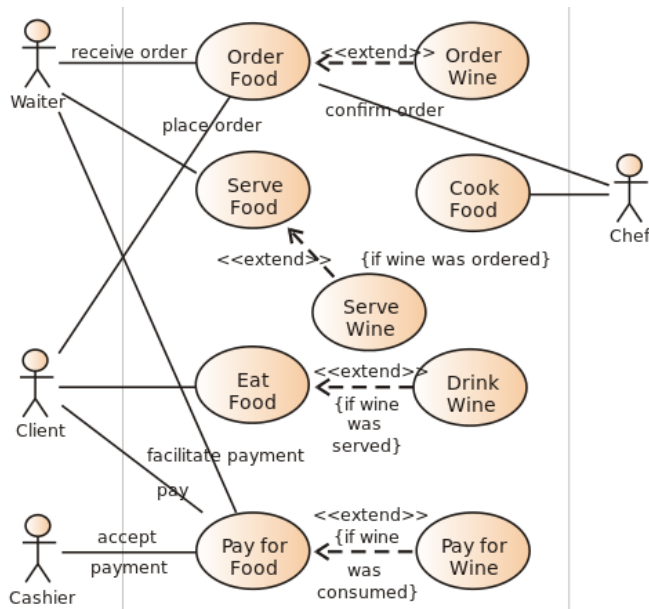 receive order
Order
Food
<<extend>>
Order
Wine
Waiter
place order
confirm order
Serve
Food
Cook
Food
Chef
<<extend>>
{if wine was ordered}
Serve
Wine
Client
Eat
Food
<<extend>>
{if wine
was
served}
Drink
Wine
facilitate payment
pay
Cashier
accept
payment
Pay for
Food
<<extend>>
{if wine
was
consumed}
Pay for
Wine